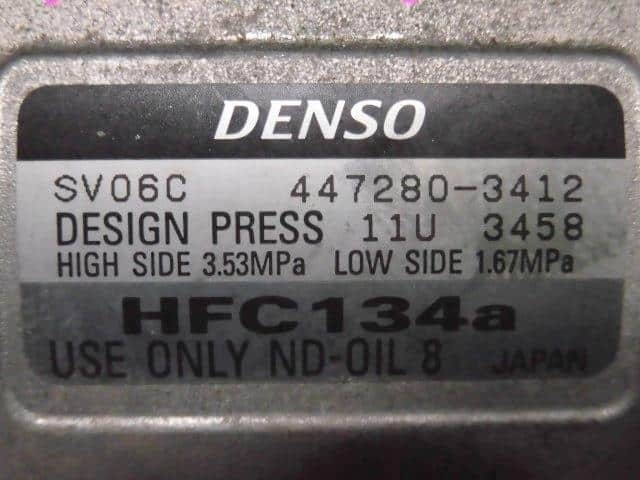 DENSO
SV06C 447280-3412
DESIGN PRESS 11U 3458
HIGH SIDE 3.53MPa LOW SIDE 1.67MPa
HFC134a
USE ONLY ND-OIL 8 JAPAN